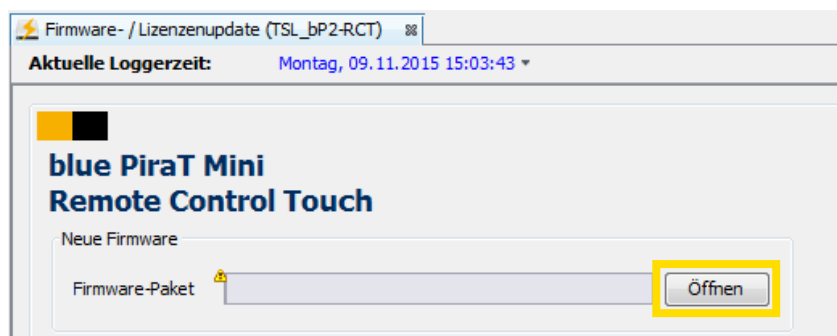 Firmware- / Lizenzenupdate (TSL_bP2-RCT)
Aktuelle Loggerzeit: Montag, 09.11.2015 15:03:43
blue PiraT Mini
Remote Control Touch
Neue Firmware
Firmware-Paket Öffnen